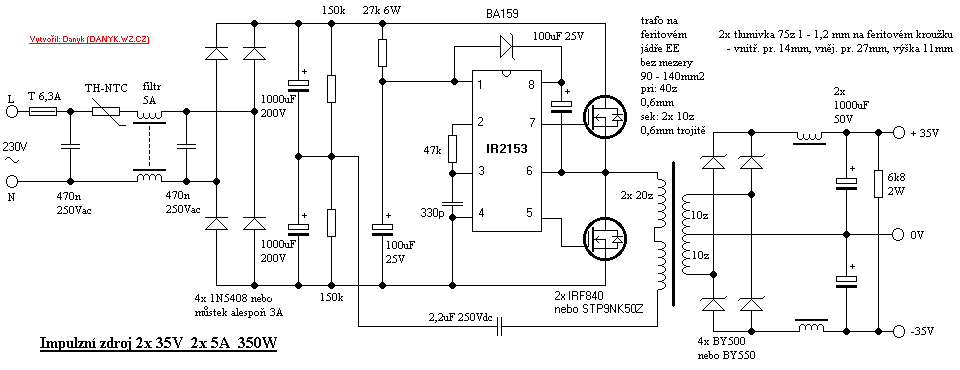 Vytvořil: Danyk (DANYK.WZ.CZ)
150k
27k 6W
BA159
100uF 25V
trafo na
feritovém
jádře EE
bez mezery
90 - 140mm2
pri: 40z
0,6mm
sek: 2x 10z
0,6mm trojitě
2x tlumivka 75z 1 - 1,2 mm na feritovém kroužku
- vnitř. pr. 14mm, vněj. pr. 27mm, výška 11mm
L
T 6,3A
TH-NTC
filtr
5A
230V
N
470n
250Vac
470n
250Vac
1000uF
200V
1000uF
200V
150k
4x 1N5408 nebo
můstek alespoň 3A
47k
330p
100uF
25V
1
2
3
4
8
7
6
5
IR2153
2x IRF840
nebo STP9NK50Z
2,2uF 250Vdc
2x 20z
10z
10z
2x
1000uF
50V
+ 35V
6k8
2W
0V
-35V
4x BY500
nebo BY550
Impulzní zdroj 2x 35V 2x 5A 350W